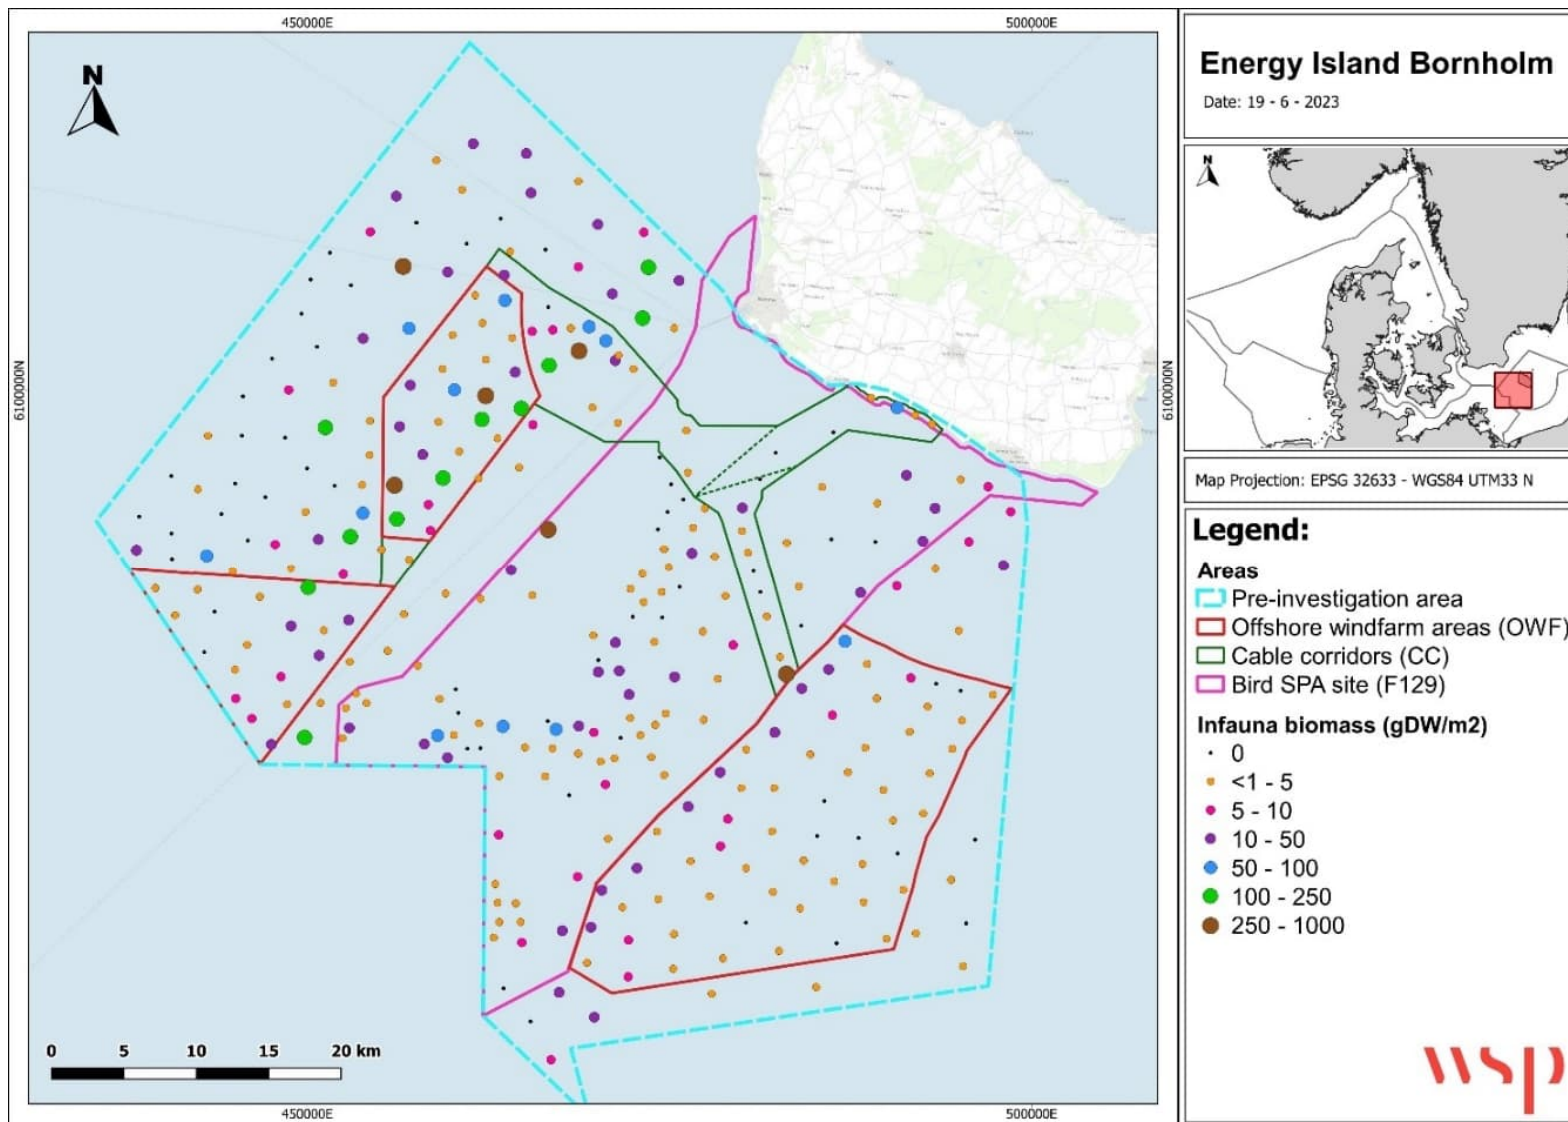 450000E
500000E
N
6100000N
6100000N
0 5 10 15 20 km
450000E
500000E
Energy Island Bornholm
Date: 19 - 6 - 2023
N
Map Projection: EPSG 32633 - WGS84 UTM33 N
Legend:
Areas
Pre-investigation area
Offshore windfarm areas (OWF)
Cable corridors (CC)
Bird SPA site (F129)
Infauna biomass (gDW/m2)
0
<1 - 5
5 - 10
10 - 50
50 - 100
100 - 250
250 - 1000
wsp